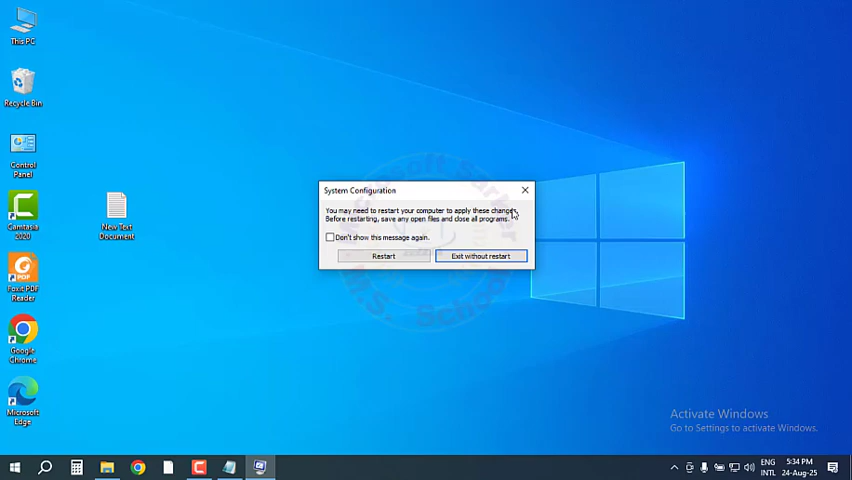 This PC
Recycle Bin
Control
Panel
Camtasia
2020
New Text
Document
Foxit PDF
Reader
Google
Chrome
Microsoft
Edge
System Configuration
You may need to restart your computer to apply these changes.
Before restarting, save any open files and close all programs.
Don't show this message again.
Restart
Exit without restart
Microsoft Sarker
M.S. School
Activate Windows
Go to Settings to activate Windows.
ENG
INTL
5:34 PM
24-Aug-25